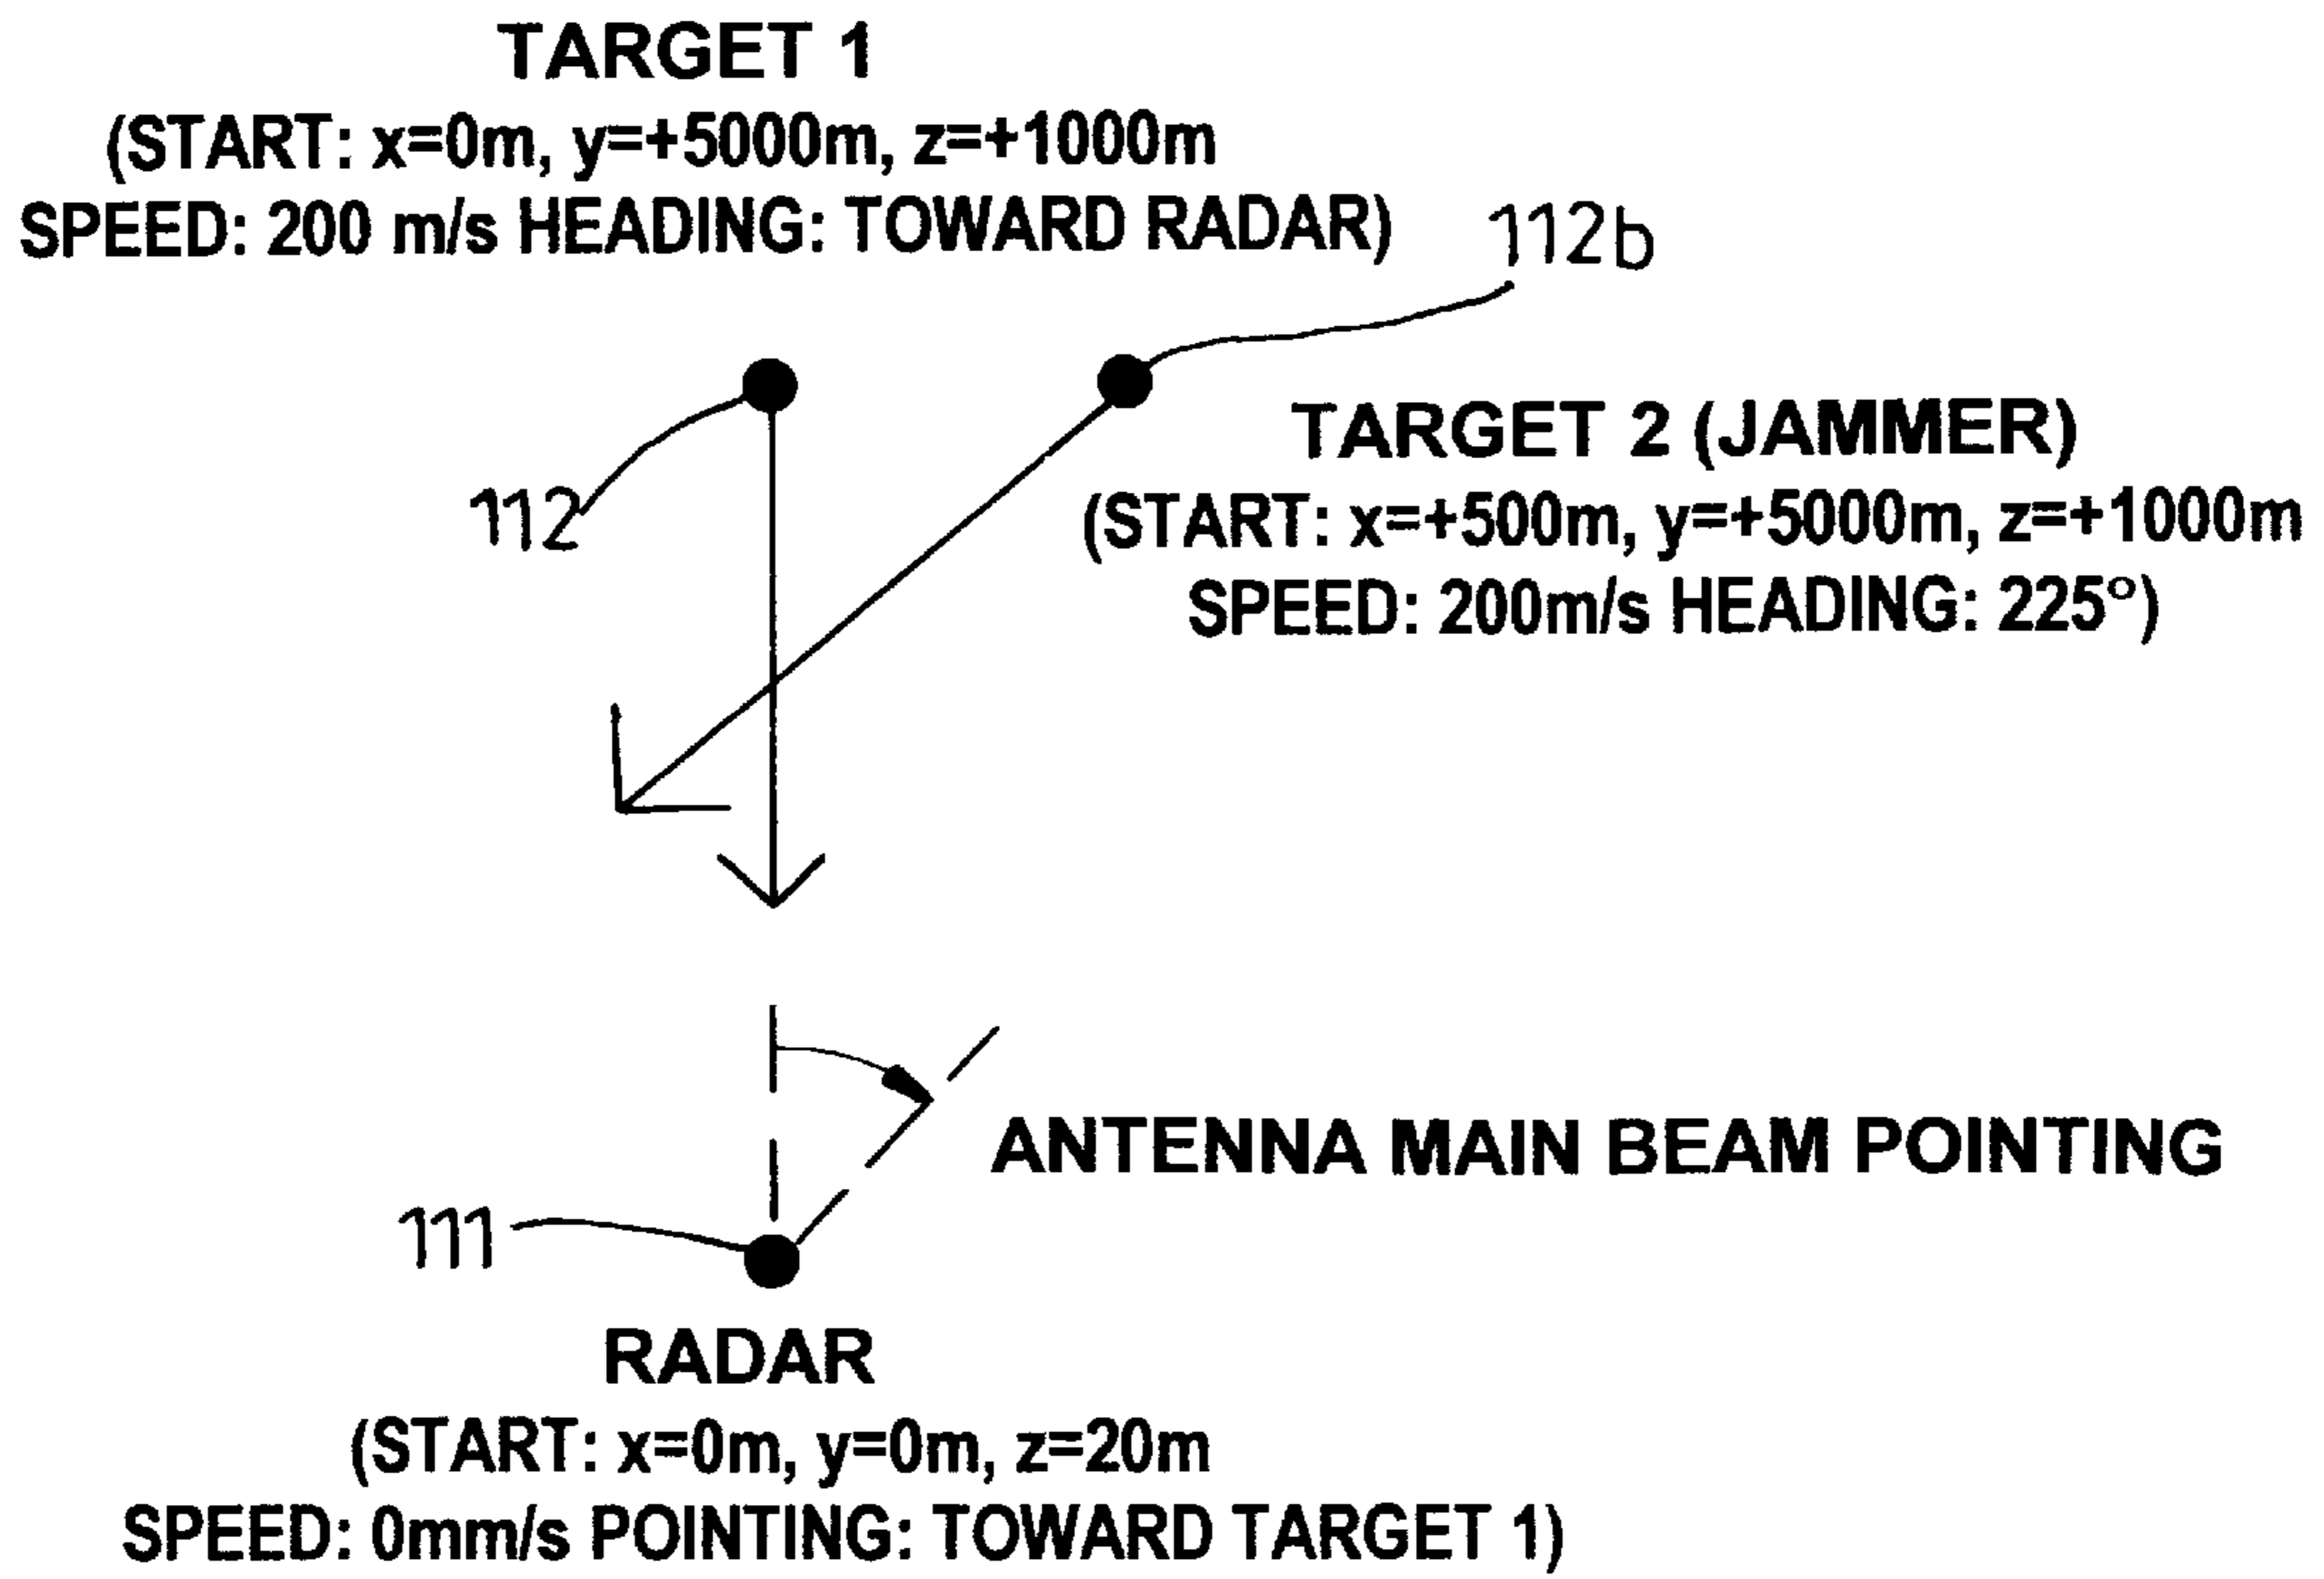 TARGET 1
(START: x=0m, y=+5000m, z=+1000m
SPEED: 200 m/s HEADING: TOWARD RADAR)
112b
112
TARGET 2 (JAMMER)
(START: x=+500m, y=+5000m, z=+1000m
SPEED: 200m/s HEADING: 225°)
ANTENNA MAIN BEAM POINTING
111
RADAR
(START: x=0m, y=0m, z=20m
SPEED: 0mm/s POINTING: TOWARD TARGET 1)